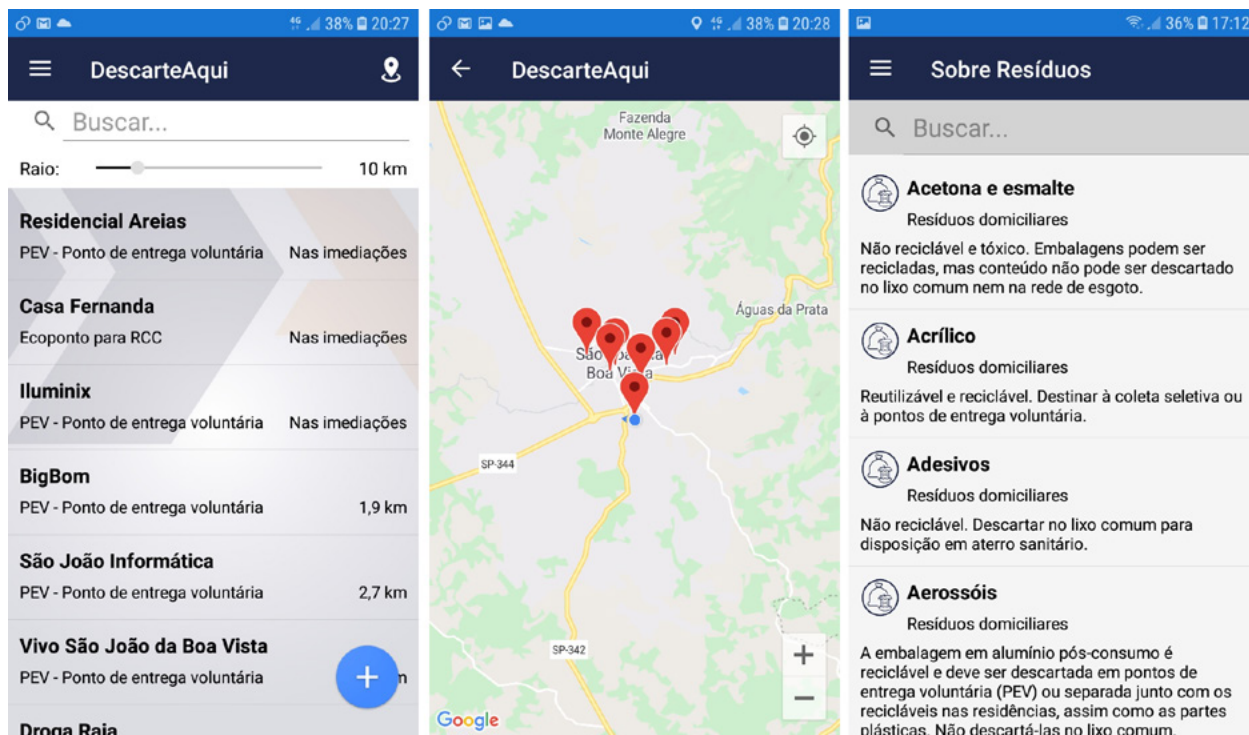 4G 38% 20:27
DescarteAqui
Buscar...
Raio: 10 km
Residencial Areias
PEV - Ponto de entrega voluntária Nas imediações
Casa Fernanda
Ecoponto para RCC Nas imediações
Iluminix
PEV - Ponto de entrega voluntária Nas imediações
BigBom
PEV - Ponto de entrega voluntária 1,9 km
São João Informática
PEV - Ponto de entrega voluntária 2,7 km
Vivo São João da Boa Vista
PEV - Ponto de entrega voluntária
Droga Raia
4G 38% 20:28
DescarteAqui
Fazenda
Monte Alegre
Águas da Prata
São
Boa Vista
SP-344
SP-342
Google
36% 17:12
Sobre Resíduos
Buscar...
Acetona e esmalte
Resíduos domiciliares
Não reciclável e tóxico. Embalagens podem ser
recicladas, mas conteúdo não pode ser descartado
no lixo comum nem na rede de esgoto.
Acrílico
Resíduos domiciliares
Reutilizável e reciclável. Destinar à coleta seletiva ou
à pontos de entrega voluntária.
Adesivos
Resíduos domiciliares
Não reciclável. Descartar no lixo comum para
disposição em aterro sanitário.
Aerossóis
Resíduos domiciliares
A embalagem em alumínio pós-consumo é
reciclável e deve ser descartada em pontos de
entrega voluntária (PEV) ou separada junto com os
recicláveis nas residências, assim como as partes
plásticas. Não descartá-las no lixo comum.